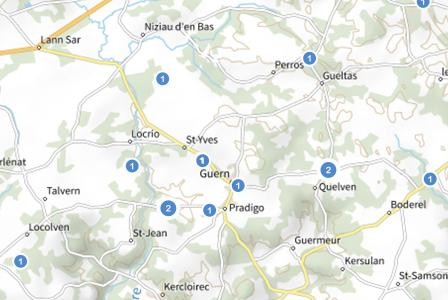 1
Niziau d'en Bas
Lann Sar
1
Perros
1
Gueltas
Locrio
St-Yves
1
1
Guern
2
1
Quelven
1
Talvern
2
1
Pradigo
Boderel
Locolven
St-Jean
Guermeur
1
Kersulan
St-Samson
Kercloirec